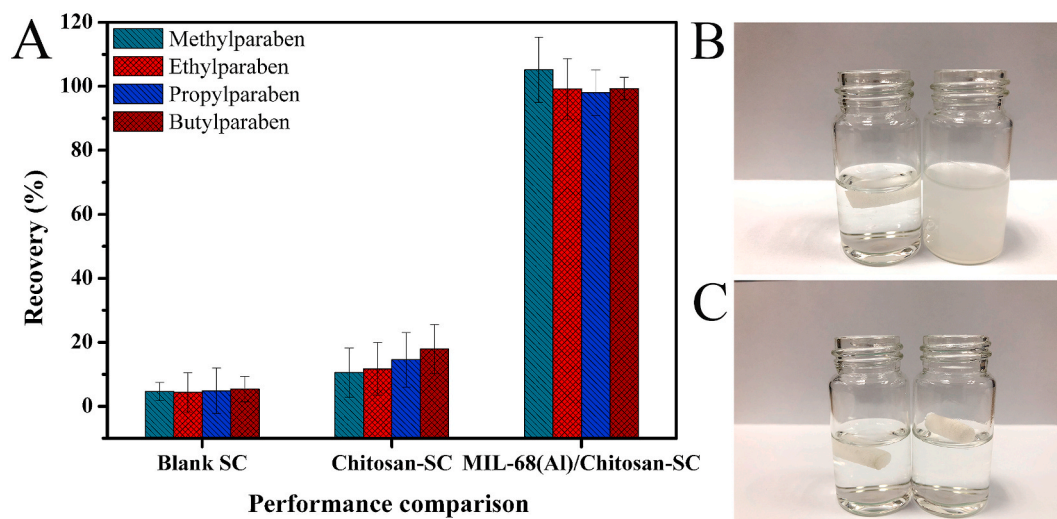 A
Methylparaben
Ethylparaben
Propylparaben
Butylparaben
120
100
80
60
40
20
0
Recovery (%)
Blank SC
Chitosan-SC
MIL-68(Al)/Chitosan-SC
Performance comparison
B
C